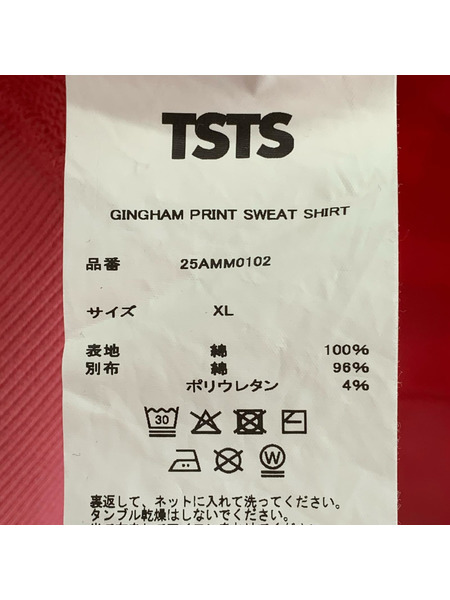 TSTS
GINGHAM PRINT SWEAT SHIRT
品番 25AMM0102
サイズ XL
表地 綿 100%
別布 綿 96%
ポリウレタン 4%
30
W
裏返して、ネットに入れて洗ってください。
タンブル乾燥はしないでください。